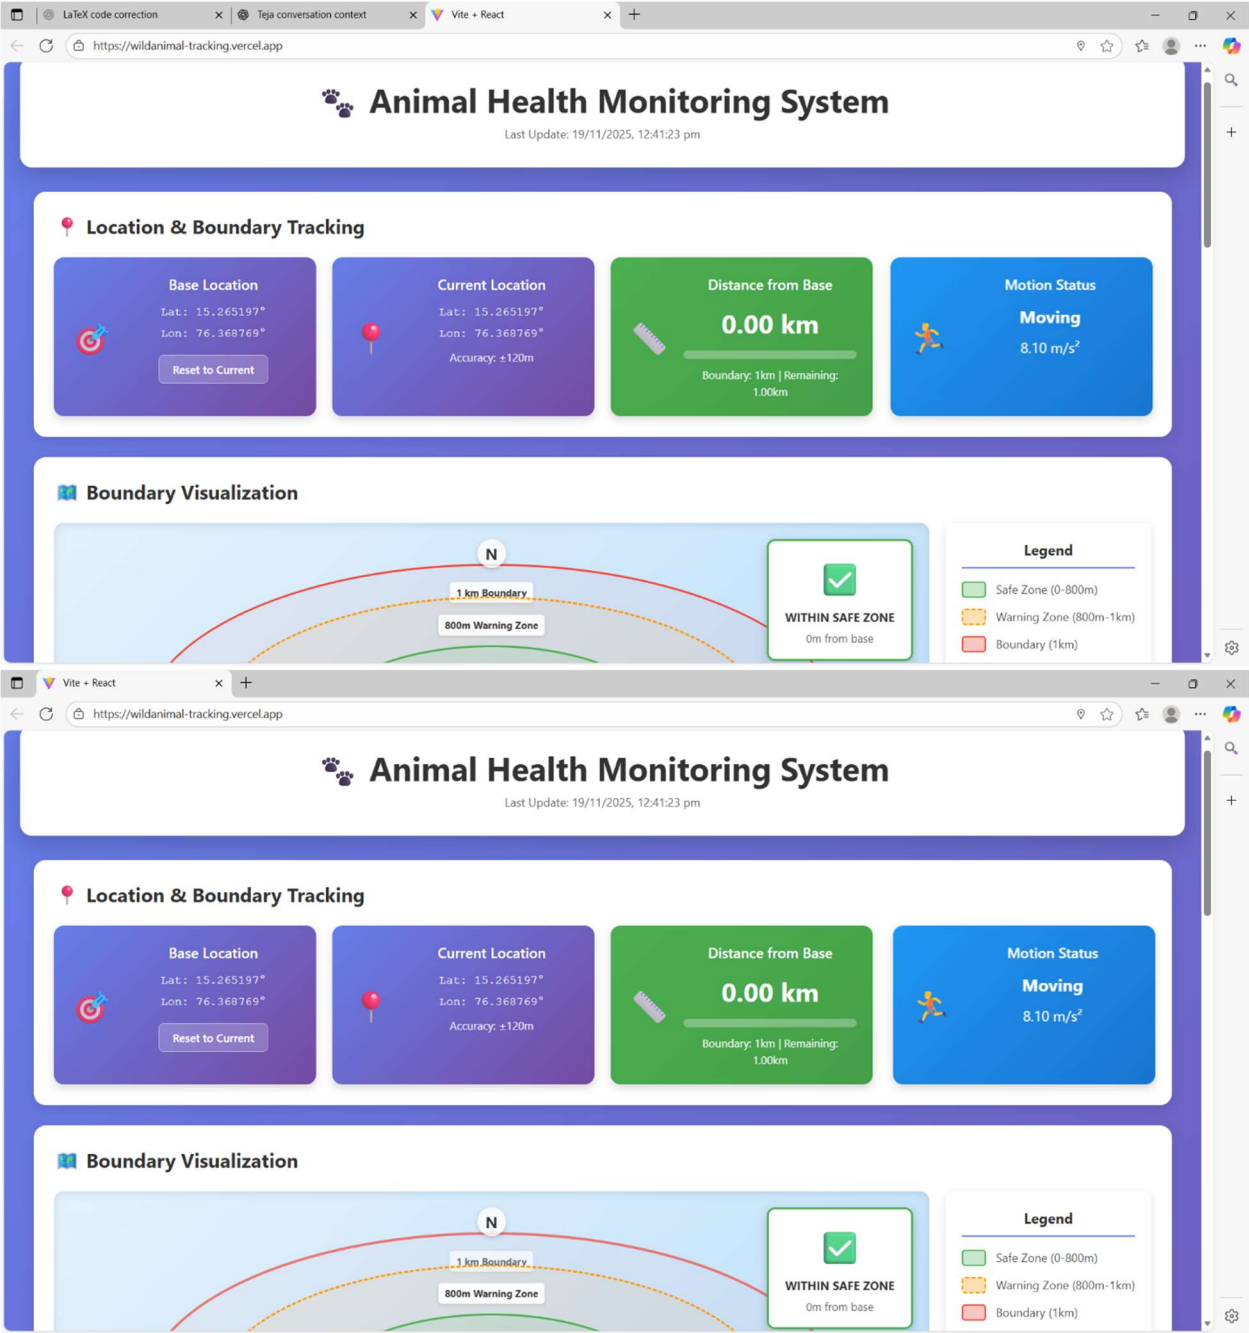 LaTeX code correction
Teja conversation context
Vite + React
https://wildanimal-tracking.vercel.app
Animal Health Monitoring System
Last Update: 19/11/2025, 12:41:23 pm
Location & Boundary Tracking
Base Location
Lat: 15.265197°
Lon: 76.368769°
Reset to Current
Current Location
Lat: 15.265197°
Lon: 76.368769°
Accuracy: ±120m
Distance from Base
0.00 km
Boundary: 1km | Remaining:
1.00km
Motion Status
Moving
8.10 m/s²
Boundary Visualization
N
1 km Boundary
800m Warning Zone
WITHIN SAFE ZONE
0m from base
Legend
Safe Zone (0-800m)
Warning Zone (800m-1km)
Boundary (1km)
Vite + React
https://wildanimal-tracking.vercel.app
Animal Health Monitoring System
Last Update: 19/11/2025, 12:41:23 pm
Location & Boundary Tracking
Base Location
Lat: 15.265197°
Lon: 76.368769°
Reset to Current
Current Location
Lat: 15.265197°
Lon: 76.368769°
Accuracy: ±120m
Distance from Base
0.00 km
Boundary: 1km | Remaining:
1.00km
Motion Status
Moving
8.10 m/s²
Boundary Visualization
N
1 km Boundary
800m Warning Zone
WITHIN SAFE ZONE
0m from base
Legend
Safe Zone (0-800m)
Warning Zone (800m-1km)
Boundary (1km)